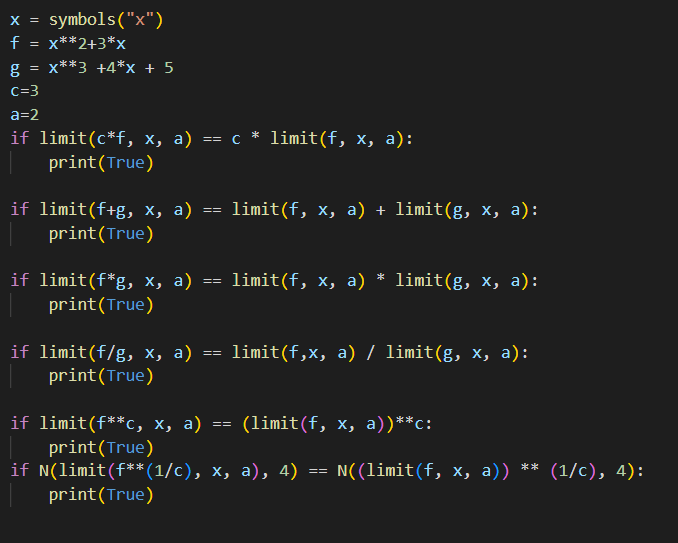 x = symbols("x")
f = x**2+3*x
g = x**3 +4*x + 5
c=3
a=2
if limit(c*f, x, a) == c * limit(f, x, a):
    print(True)
if limit(f+g, x, a) == limit(f, x, a) + limit(g, x, a):
    print(True)
if limit(f*g, x, a) == limit(f, x, a) * limit(g, x, a):
    print(True)
if limit(f/g, x, a) == limit(f,x, a) / limit(g, x, a):
    print(True)
if limit(f**c, x, a) == (limit(f, x, a))**c:
    print(True)
if N(limit(f**(1/c), x, a), 4) == N((limit(f, x, a)) ** (1/c), 4):
    print(True)